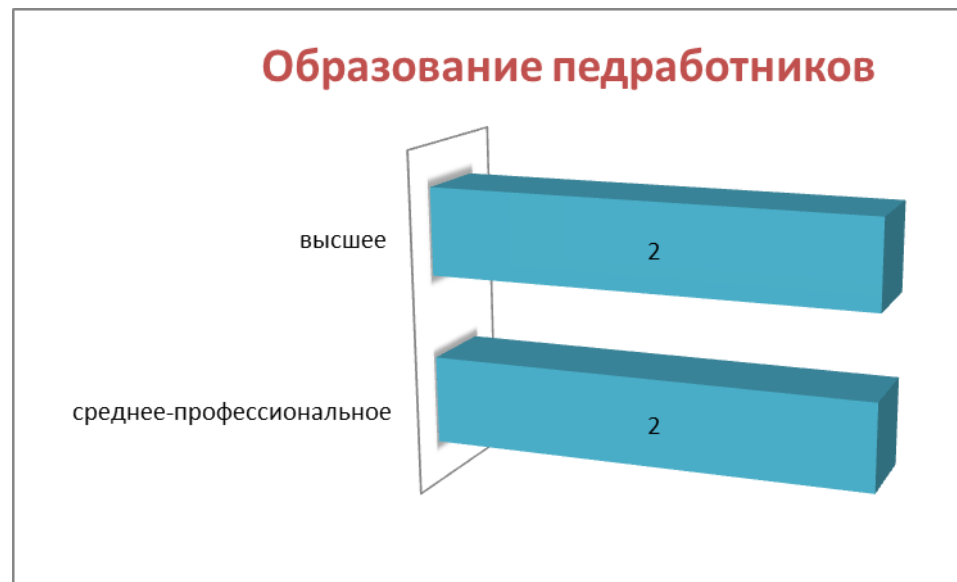 Образование педработников
высшее
2
среднее-профессиональное
2